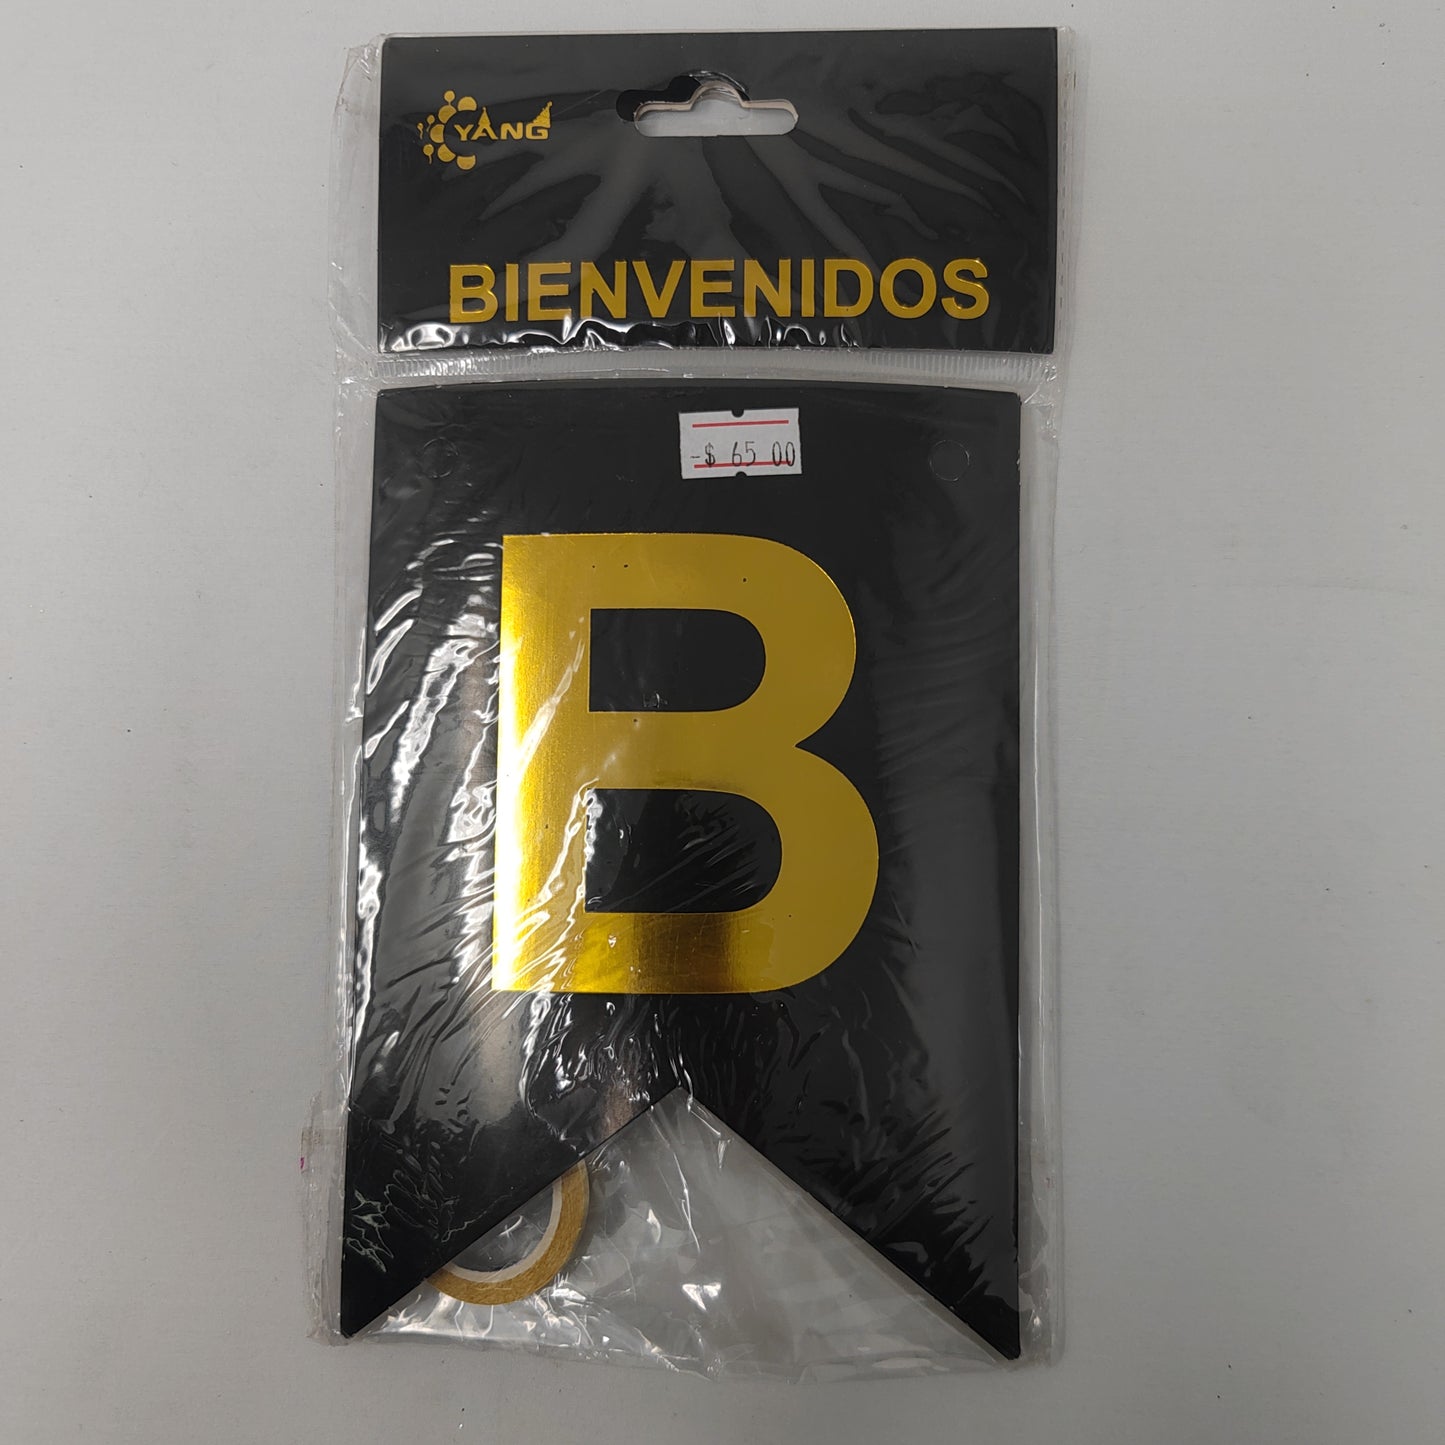 YANG
BIENVENIDOS
-$ 65 00
B